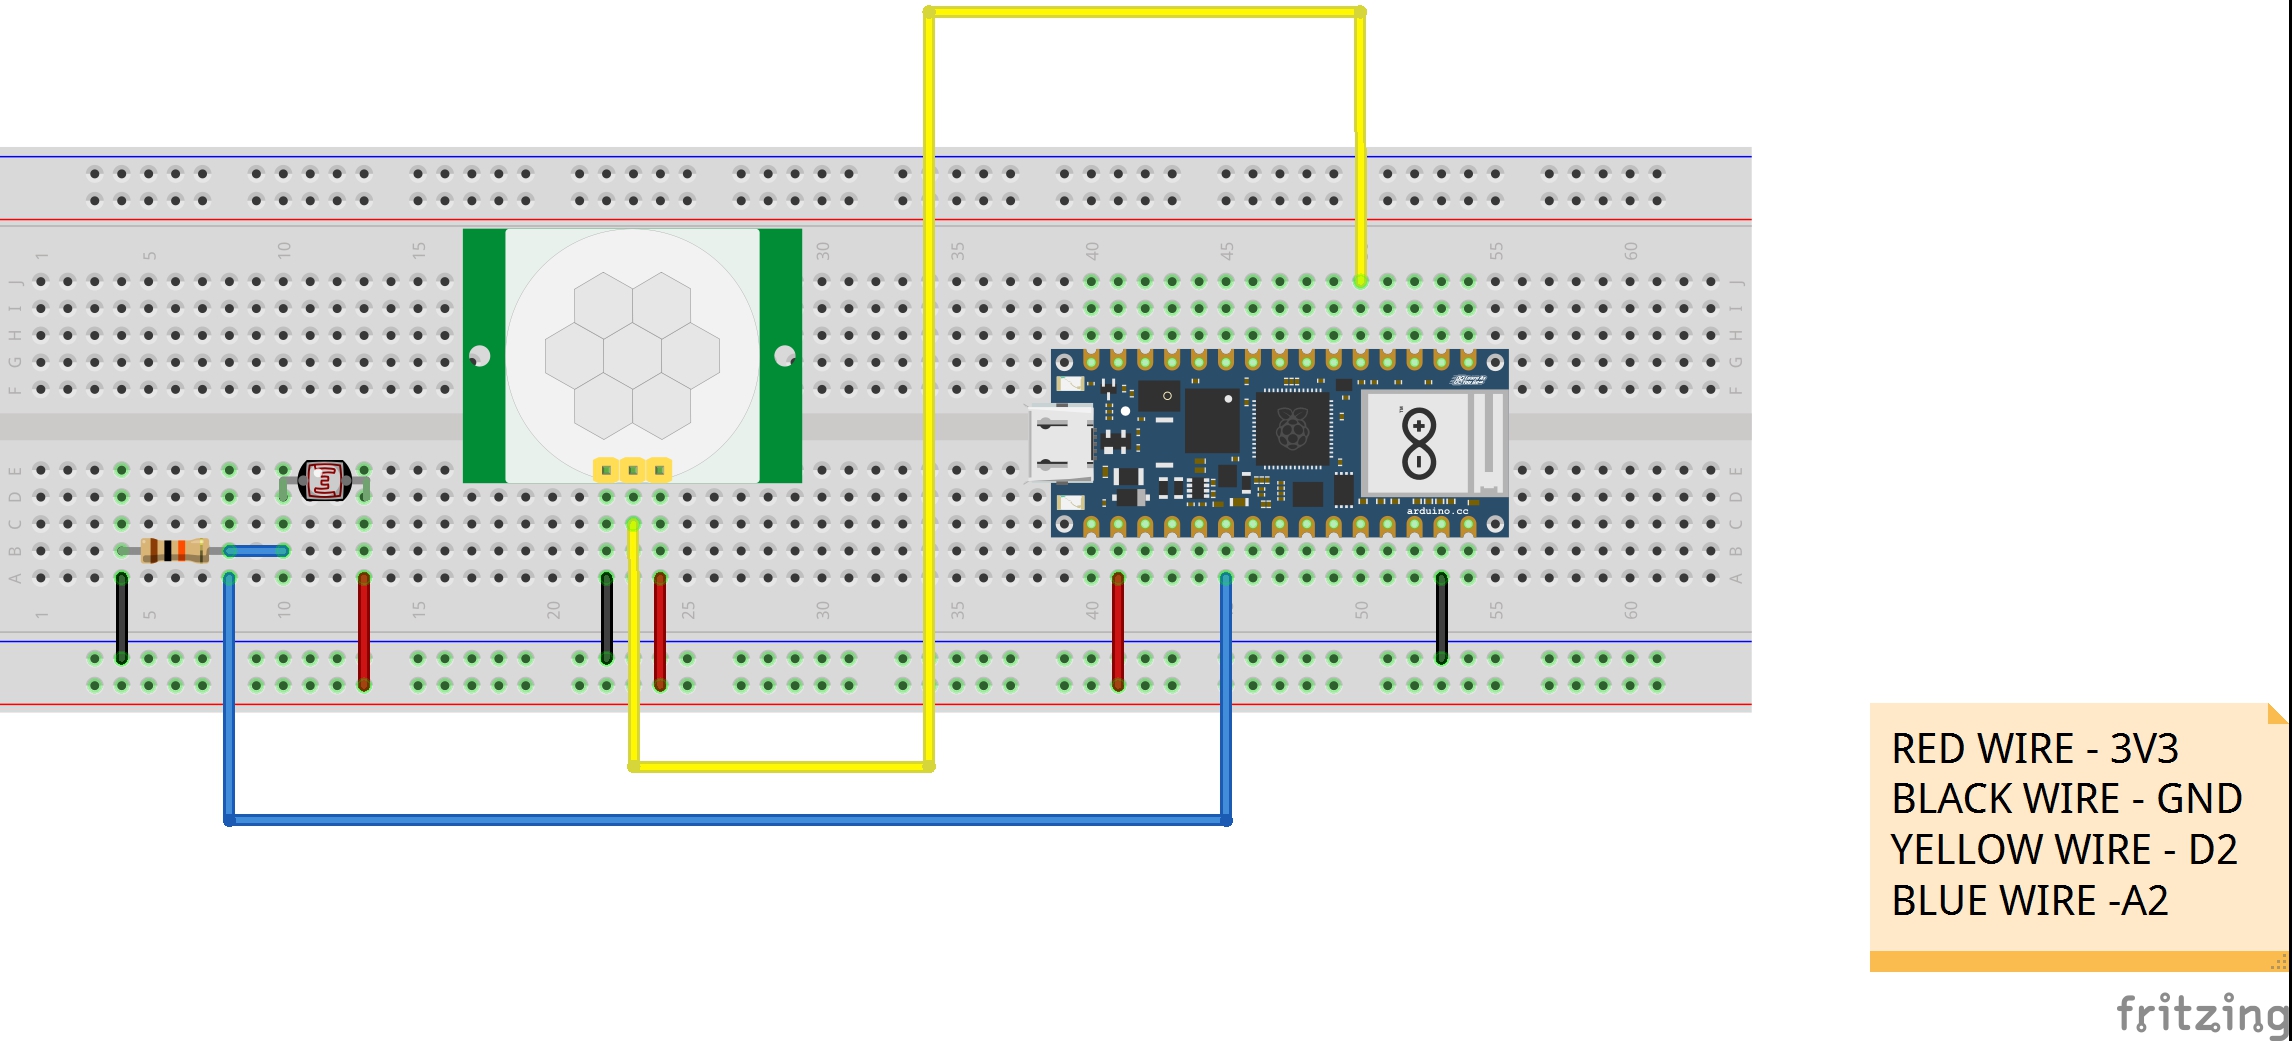 1 5 10 15 30 35 40 45 55 60
J J
I I
H H
G G
F F
™
E E
D D
C C
arduino.cc
B B
A A
1 5 10 15 20 25 30 35 40 50 55 60
RED WIRE - 3V3
BLACK WIRE - GND
YELLOW WIRE - D2
BLUE WIRE -A2
fritzing